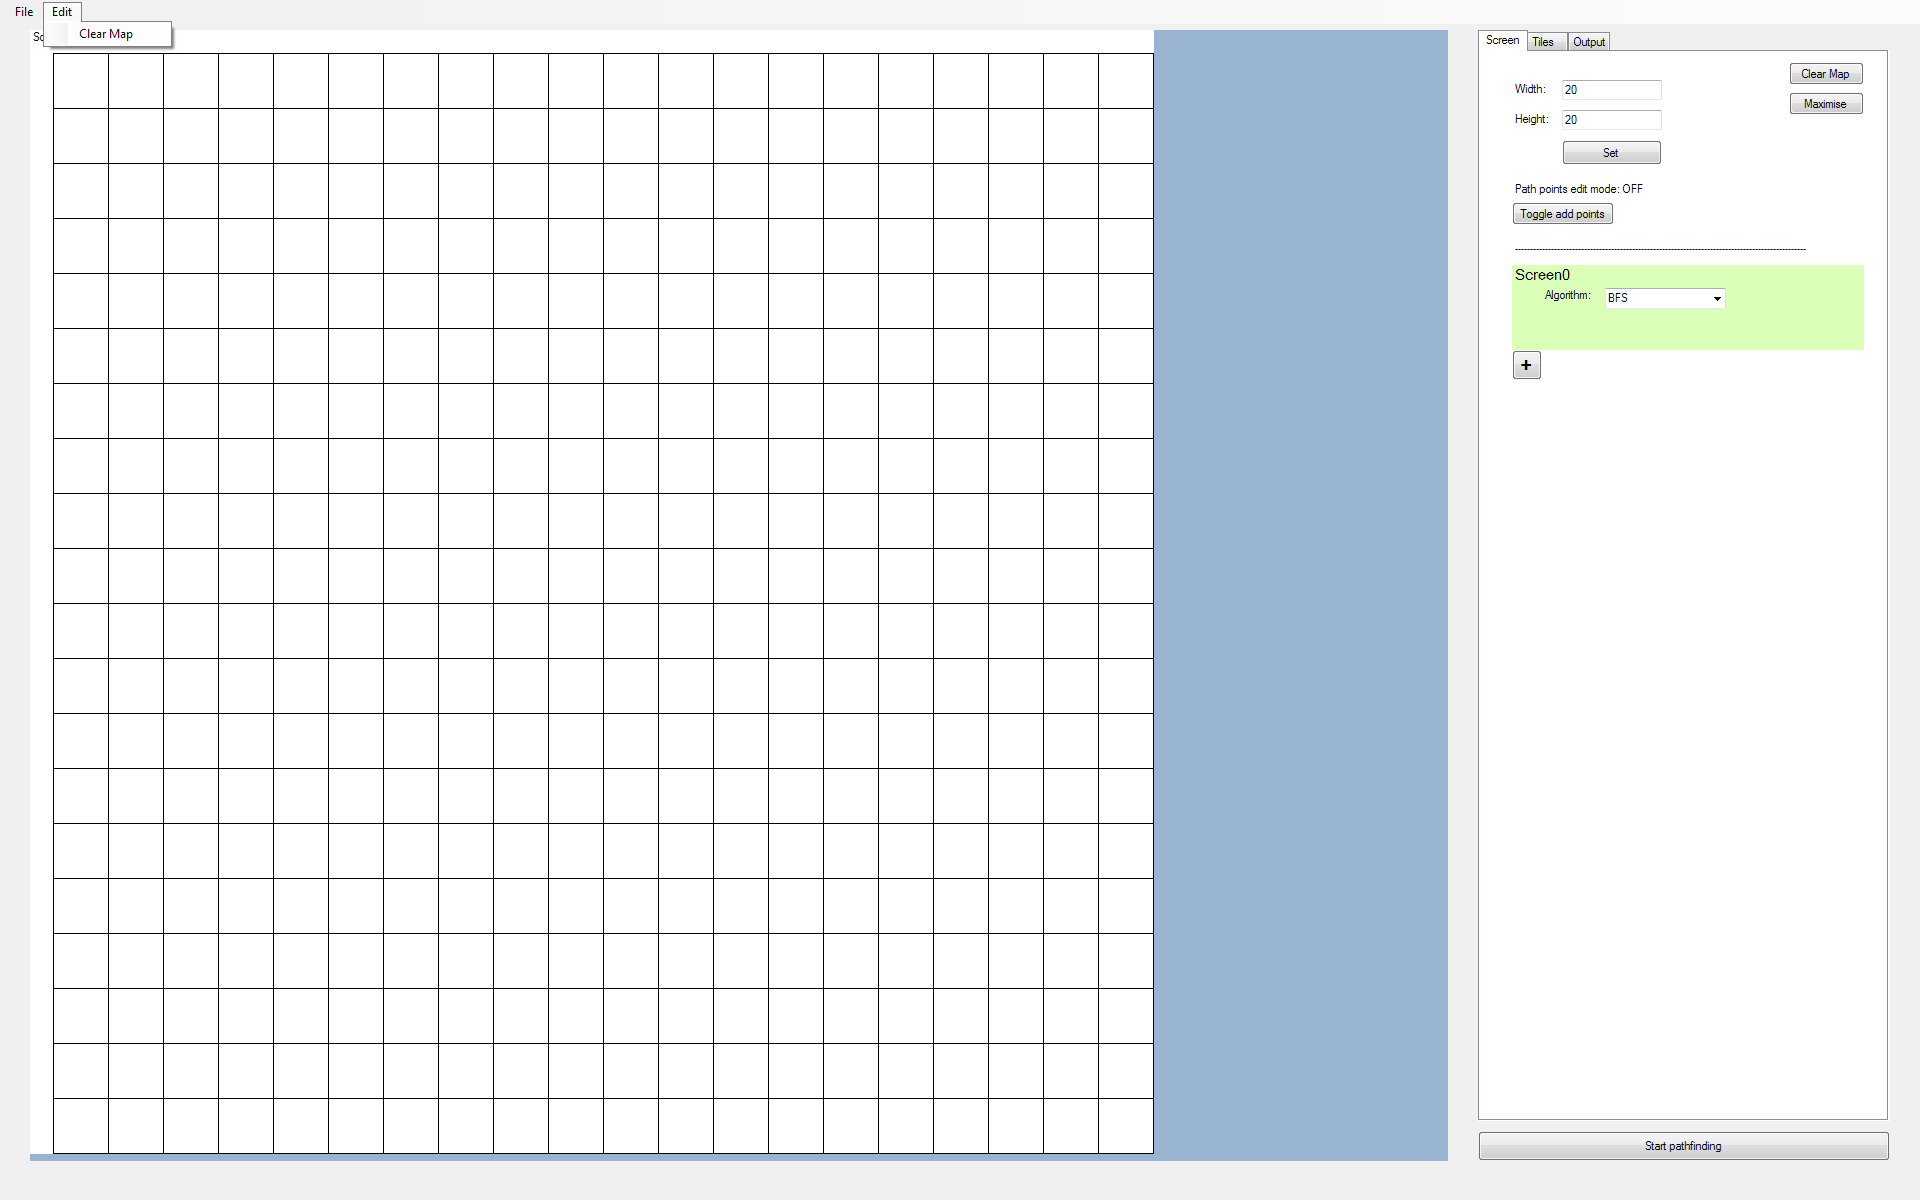 File Edit
Clear Map
Sc
Screen Tiles Output
Clear Map
Width: 20
Maximise
Height: 20
Set
Path points edit mode: OFF
Toggle add points
Screen0
Algorithm: BFS
+
Start pathfinding